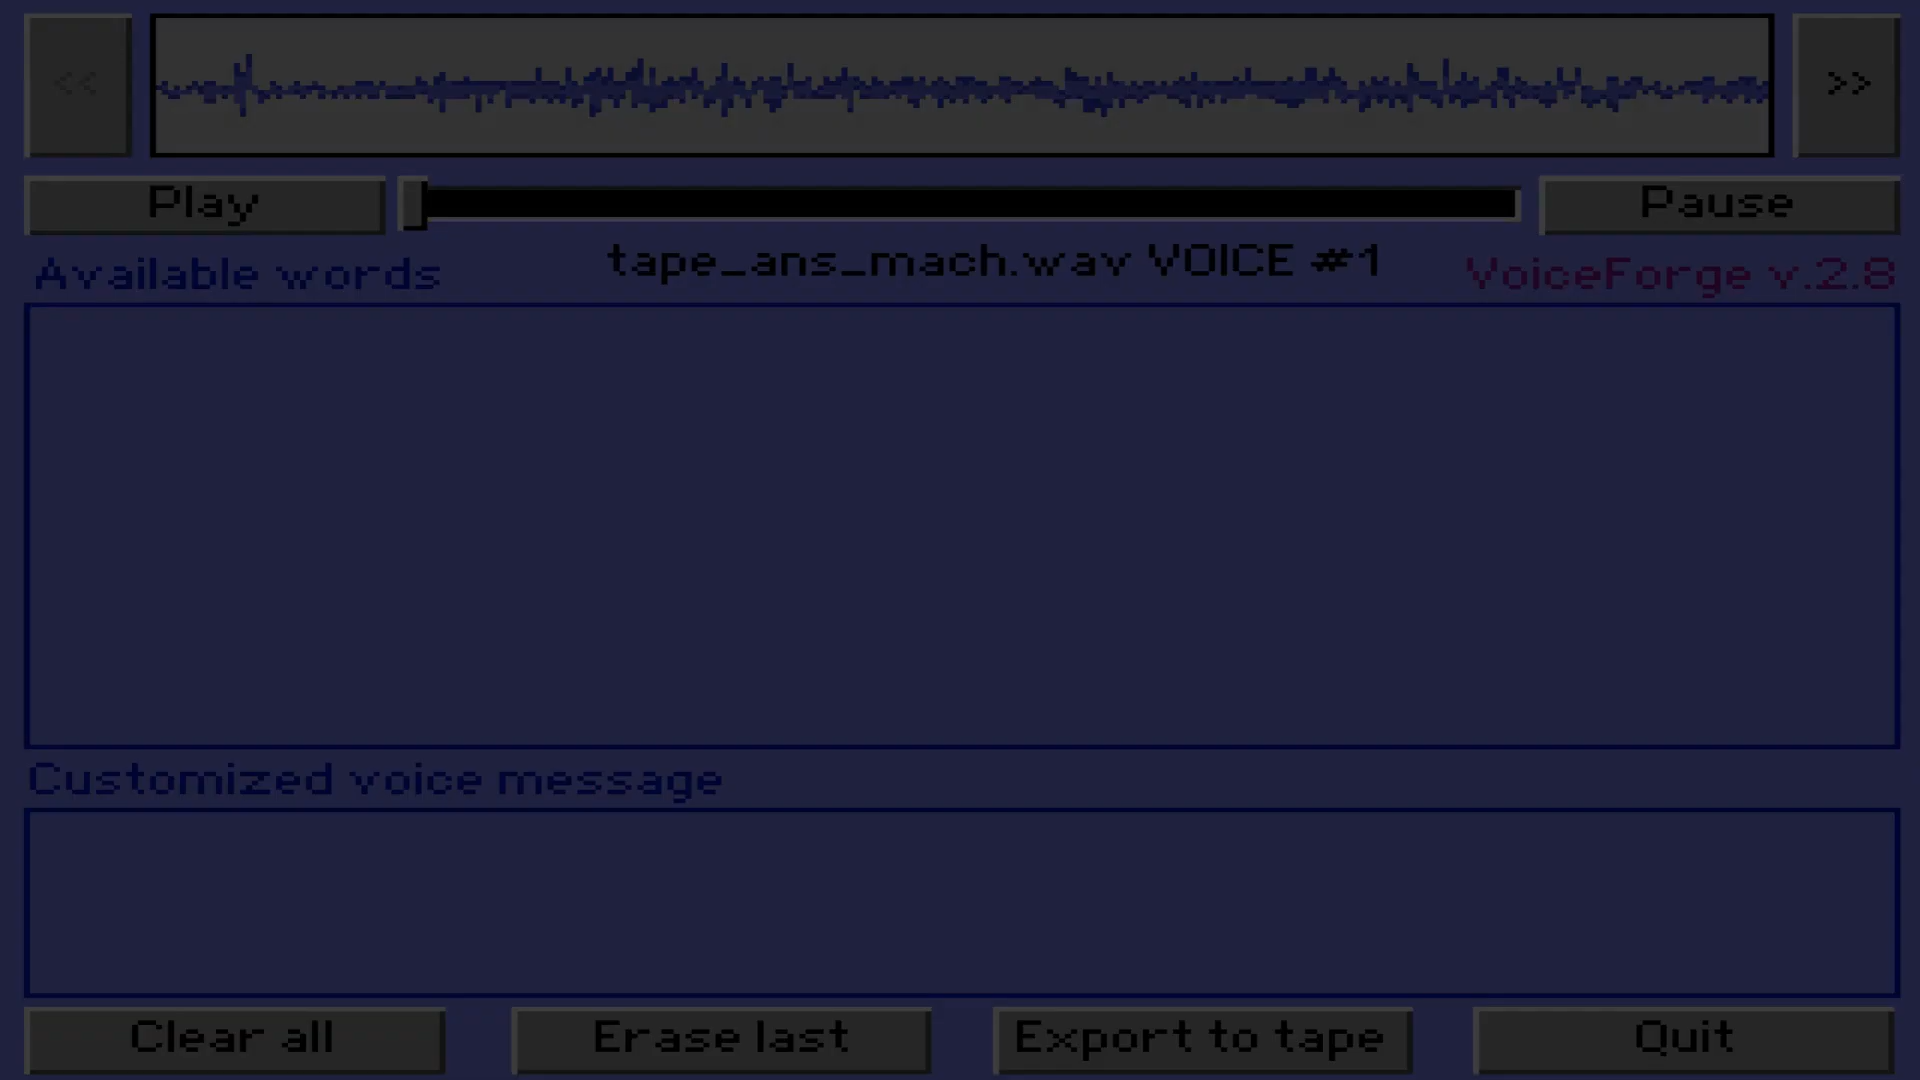 <<
>>
Play
Pause
tape_ans_mach.wav VOICE #1
Available words
VoiceForge v.2.8
Customized voice message
Clear all
Erase last
Export to tape
Quit